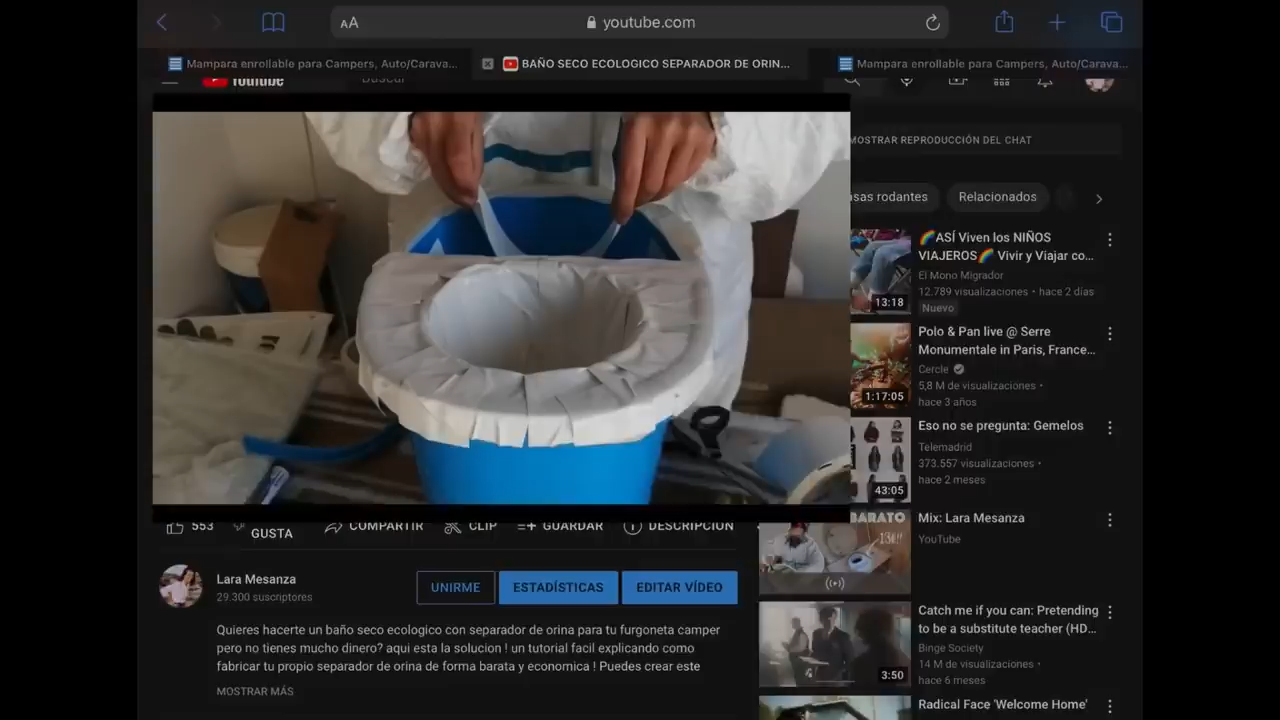 AA
youtube.com
Mampara enrollable para Campers, Auto/Carava...
BAÑO SECO ECOLOGICO SEPARADOR DE ORIN...
Mampara enrollable para Campers, Auto/Carava...
YouTube
Buscar
MOSTRAR REPRODUCCIÓN DEL CHAT
sas rodantes
Relacionados
🌈ASÍ Viven los NIÑOS
VIAJEROS🌈 Vivir y Viajar co...
El Mono Migrador
12.789 visualizaciones • hace 2 días
Nuevo
13:18
Polo & Pan live @ Serre
Monumentale in Paris, France...
Cercle
5,8 M de visualizaciones •
hace 3 años
1:17:05
Eso no se pregunta: Gemelos
Telemadrid
373.557 visualizaciones •
hace 2 meses
43:05
Mix: Lara Mesanza
YouTube
BARATO
Catch me if you can: Pretending
to be a substitute teacher (HD...
Binge Society
14 M de visualizaciones •
hace 6 meses
3:50
Radical Face 'Welcome Home'
553
GUSTA
COMPARTIR
CLIP
GUARDAR
DESCRIPCIÓN
Lara Mesanza
29.300 suscriptores
UNIRME
ESTADÍSTICAS
EDITAR VÍDEO
Quieres hacerte un baño seco ecologico con separador de orina para tu furgoneta camper
pero no tienes mucho dinero? aqui esta la solucion ! un tutorial facil explicando como
fabricar tu propio separador de orina de forma barata y economica ! Puedes crear este
MOSTRAR MÁS